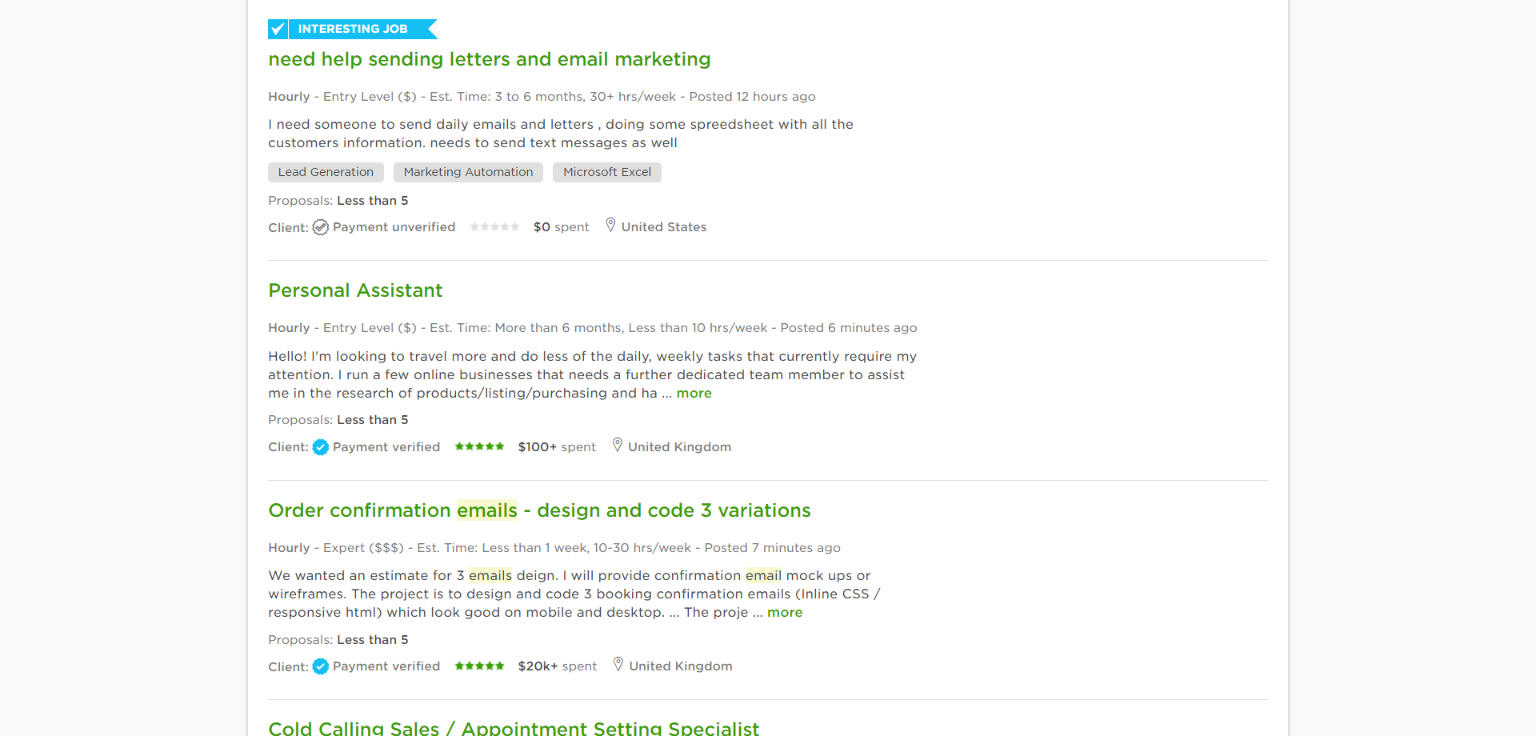 INTERESTING JOB
need help sending letters and email marketing
Hourly - Entry Level ($) - Est. Time: 3 to 6 months, 30+ hrs/week - Posted 12 hours ago
I need someone to send daily emails and letters , doing some spreedsheet with all the
customers information. needs to send text messages as well
Lead Generation Marketing Automation Microsoft Excel
Proposals: Less than 5
Client: Payment unverified $0 spent United States
Personal Assistant
Hourly - Entry Level ($) - Est. Time: More than 6 months, Less than 10 hrs/week - Posted 6 minutes ago
Hello! I'm looking to travel more and do less of the daily, weekly tasks that currently require my
attention. I run a few online businesses that needs a further dedicated team member to assist
me in the research of products/listing/purchasing and ha ... more
Proposals: Less than 5
Client: Payment verified $100+ spent United Kingdom
Order confirmation emails - design and code 3 variations
Hourly - Expert ($$$) - Est. Time: Less than 1 week, 10-30 hrs/week - Posted 7 minutes ago
We wanted an estimate for 3 emails deign. I will provide confirmation email mock ups or
wireframes. The project is to design and code 3 booking confirmation emails (Inline CSS /
responsive html) which look good on mobile and desktop. ... The proje ... more
Proposals: Less than 5
Client: Payment verified $20k+ spent United Kingdom
Cold Calling Sales / Appointment Setting Specialist